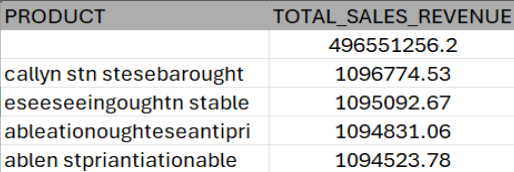 PRODUCT TOTAL_SALES_REVENUE
496551256.2
callyn stn stesebarought 1096774.53
eseeseeingoughtn stable 1095092.67
ableationoughteseantipri 1094831.06
ablen stpriantiationable 1094523.78